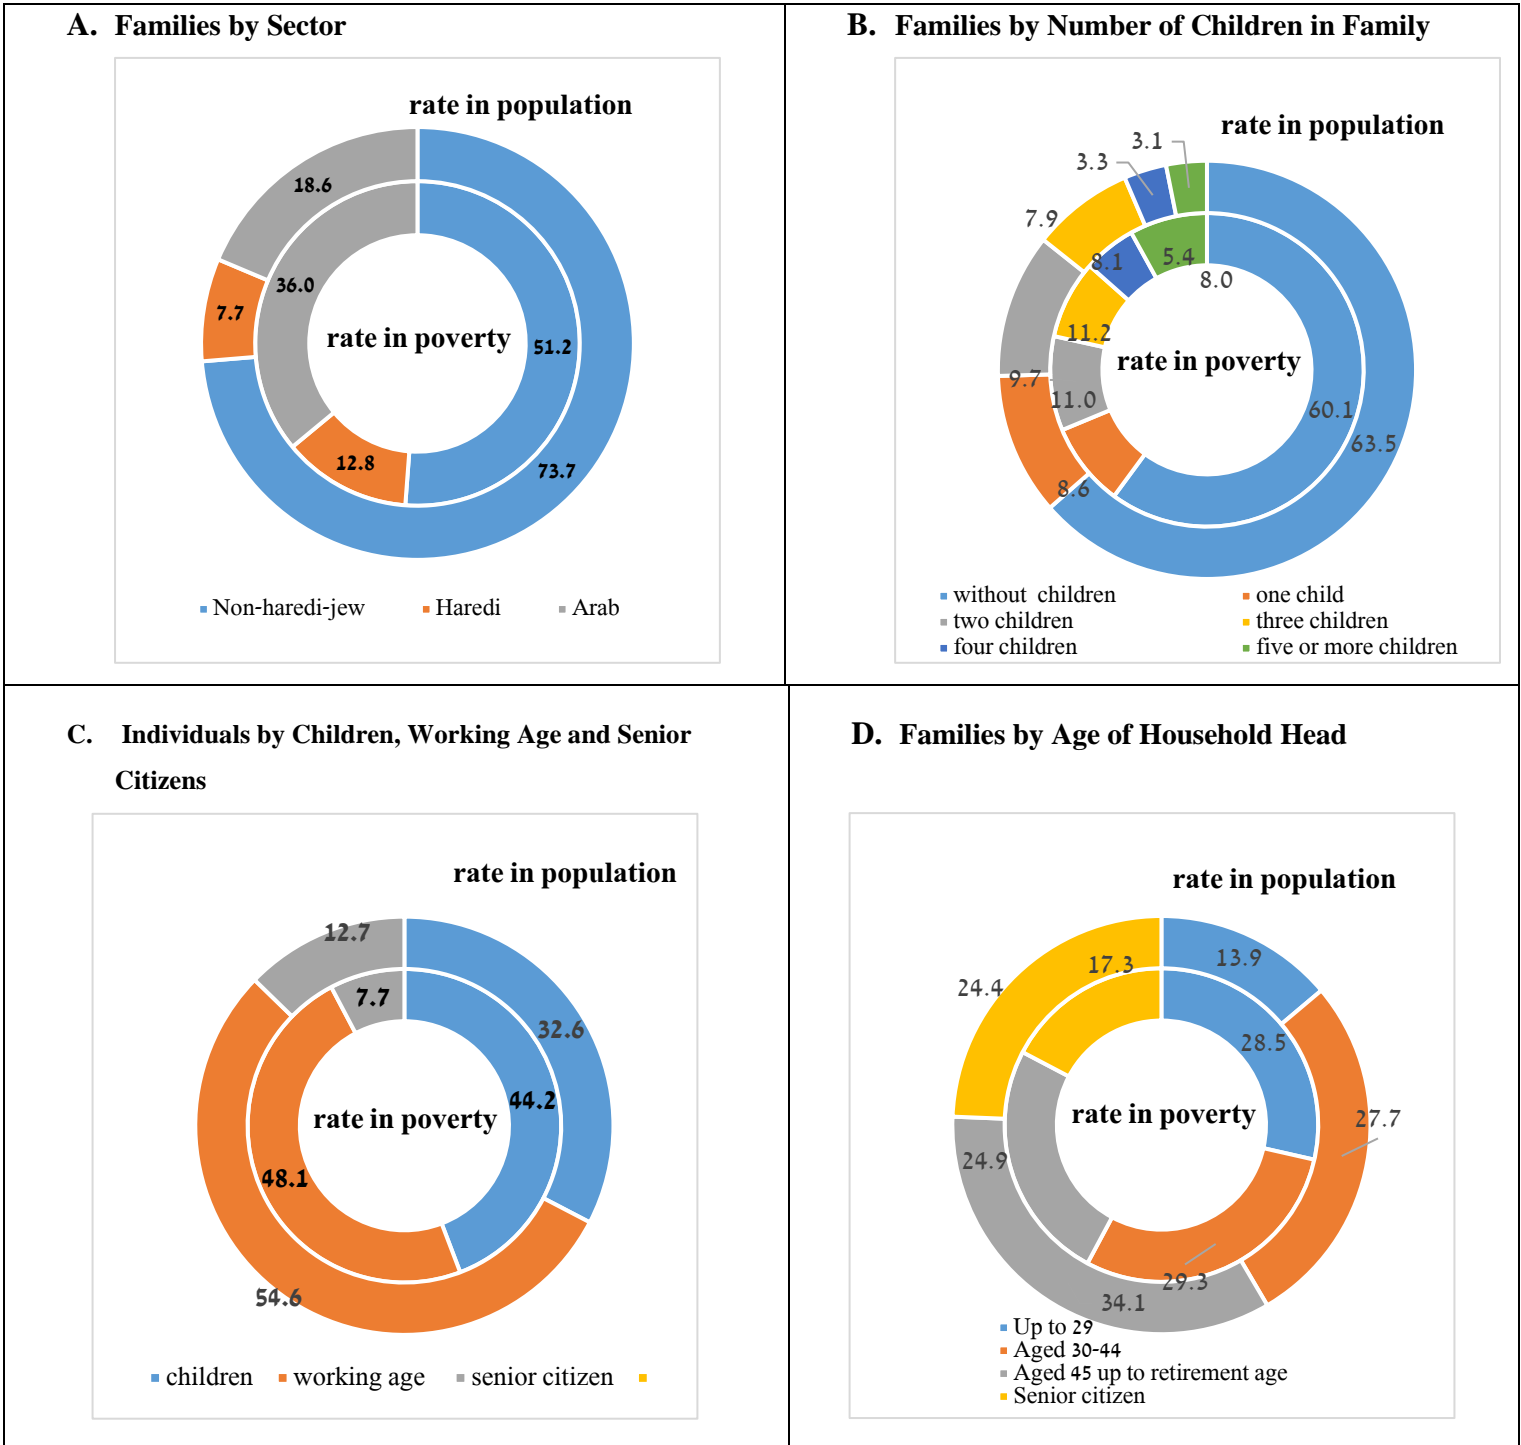 A. Families by Sector
rate in population
18.6
36.0
7.7
rate in poverty
51.2
12.8
73.7
Non-haredi-jew Haredi Arab
B. Families by Number of Children in Family
rate in population
3.1
3.3
7.9
8.1
5.4
8.0
11.2
rate in poverty
9.7
11.0
60.1
63.5
8.6
without children one child
two children three children
four children five or more children
C. Individuals by Children, Working Age and Senior
Citizens
rate in population
12.7
7.7
32.6
44.2
rate in poverty
48.1
54.6
children working age senior citizen
D. Families by Age of Household Head
rate in population
13.9
17.3
24.4
28.5
rate in poverty
27.7
24.9
29.3
34.1
Up to 29
Aged 30-44
Aged 45 up to retirement age
Senior citizen